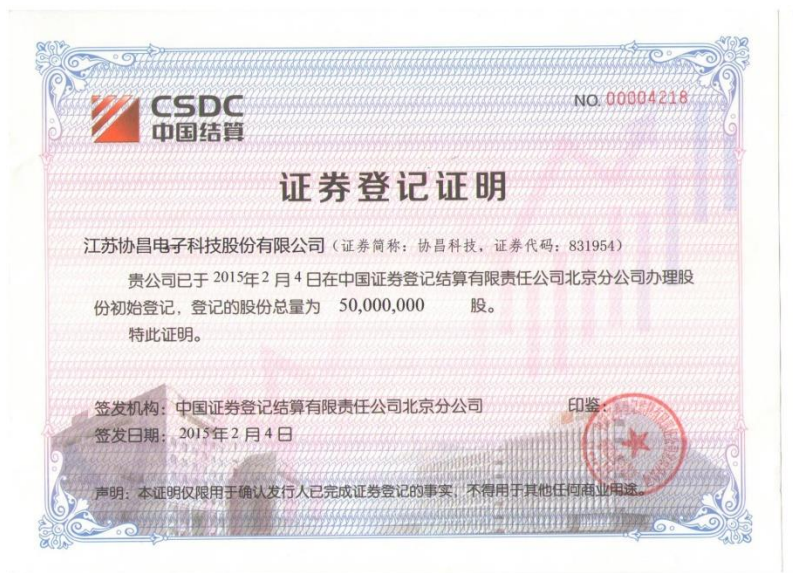 CSDC
中国结算
NO. 00004218
证券登记证明
江苏协昌电子科技股份有限公司（证券简称：协昌科技，证券代码：831954）
贵公司已于 2015年2月4日在中国证券登记结算有限责任公司北京分公司办理股
份初始登记，登记的股份总量为 50,000,000 股。
特此证明。
签发机构：中国证券登记结算有限责任公司北京分公司 印鉴：
签发日期：2015年2月4日
声明：本证明仅限用于确认发行人已完成证券登记的事实，不得用于其他任何商业用途。